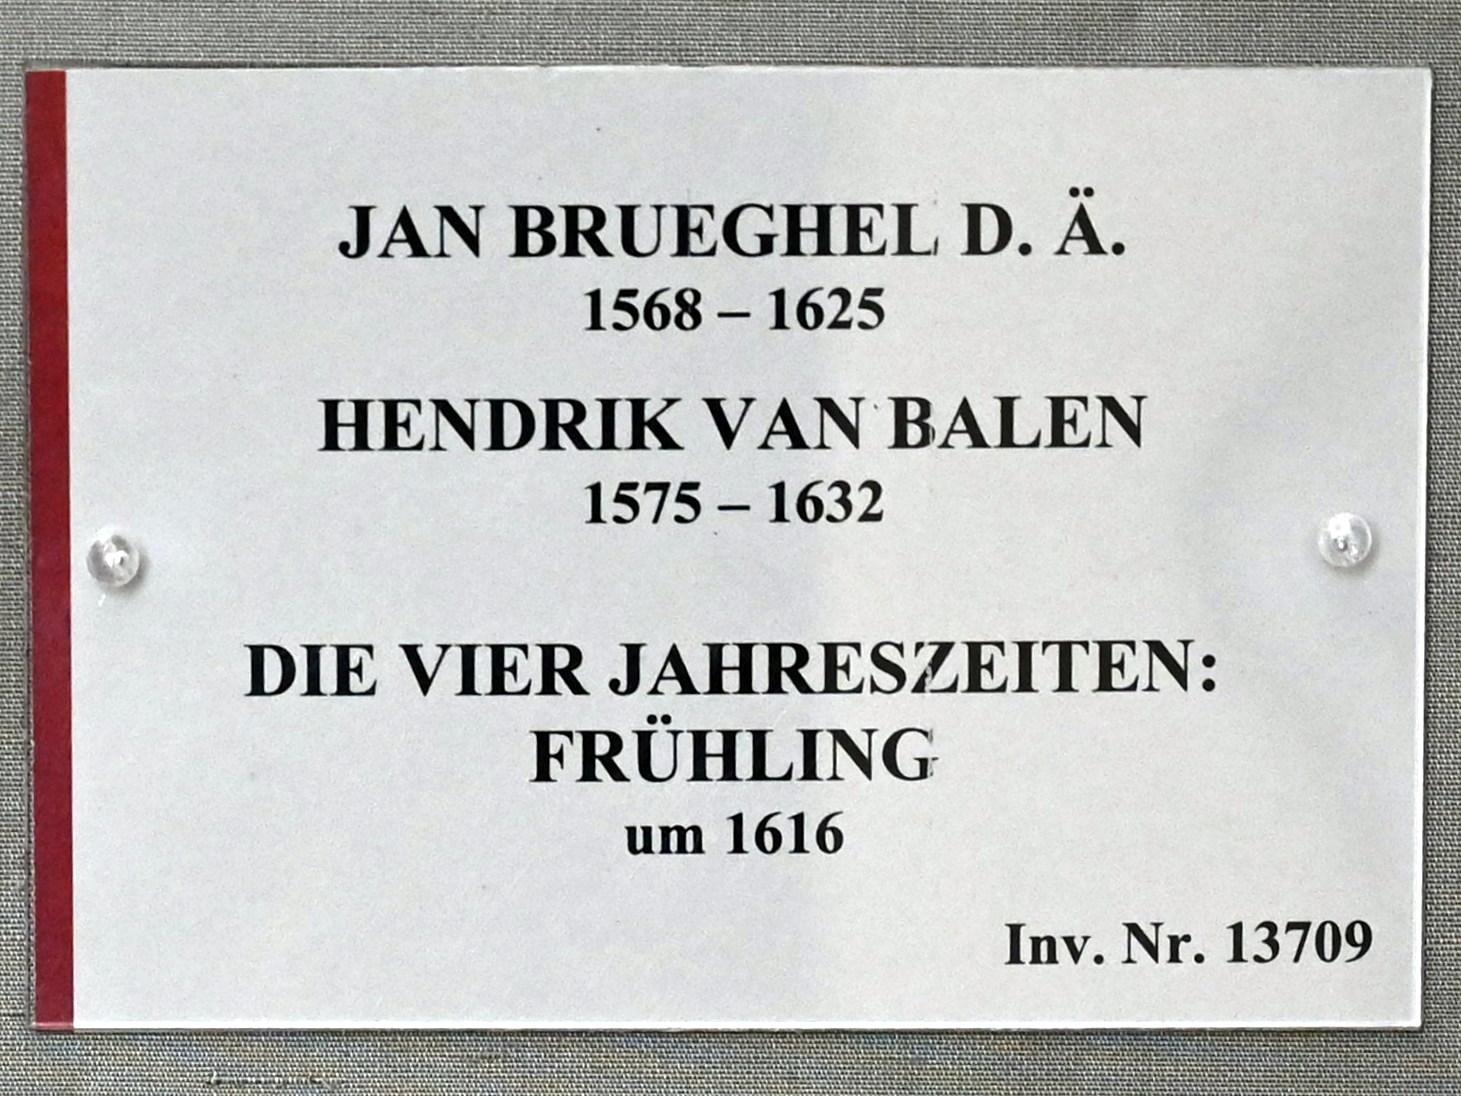 JAN BRUEGHEL D. Ä.
1568 – 1625
HENDRIK VAN BALEN
1575 – 1632
DIE VIER JAHRESZEITEN:
FRÜHLING
um 1616
Inv. Nr. 13709